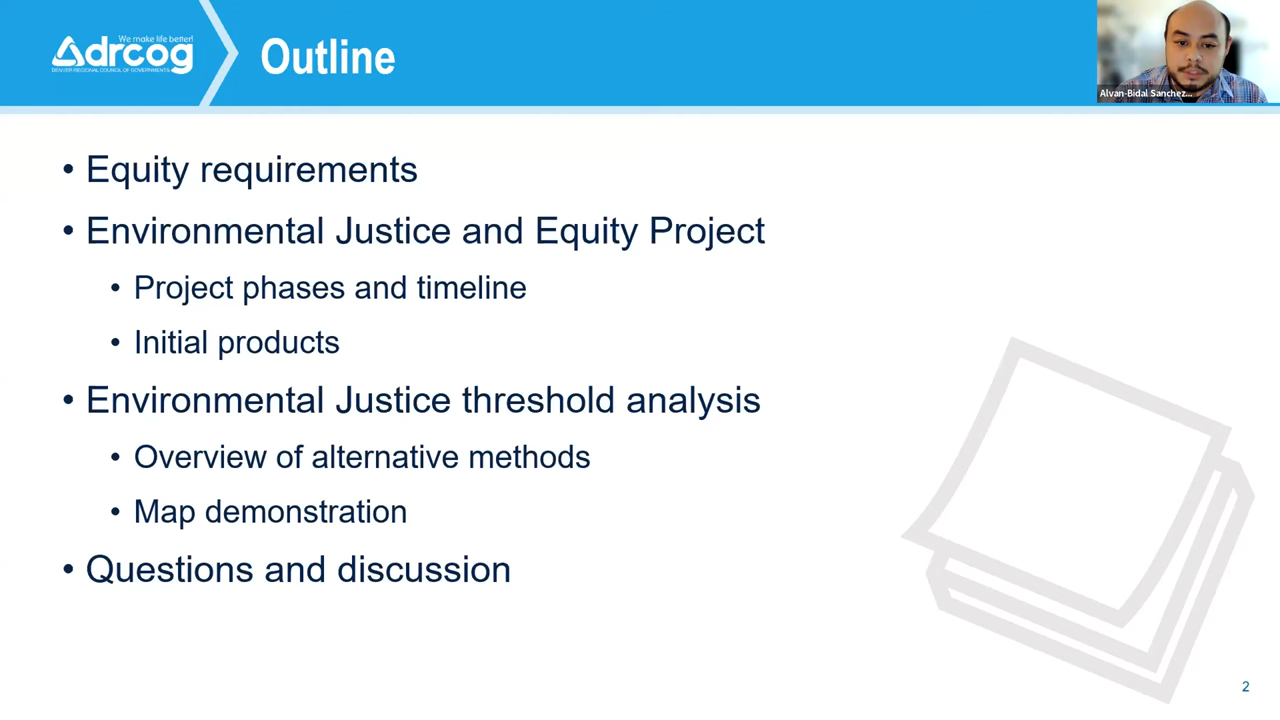 We make life better!
drcog
DENVER REGIONAL COUNCIL OF GOVERNMENTS
Outline
Alvan-Bidal Sanchez...
• Equity requirements
• Environmental Justice and Equity Project
• Project phases and timeline
• Initial products
• Environmental Justice threshold analysis
• Overview of alternative methods
• Map demonstration
• Questions and discussion
2